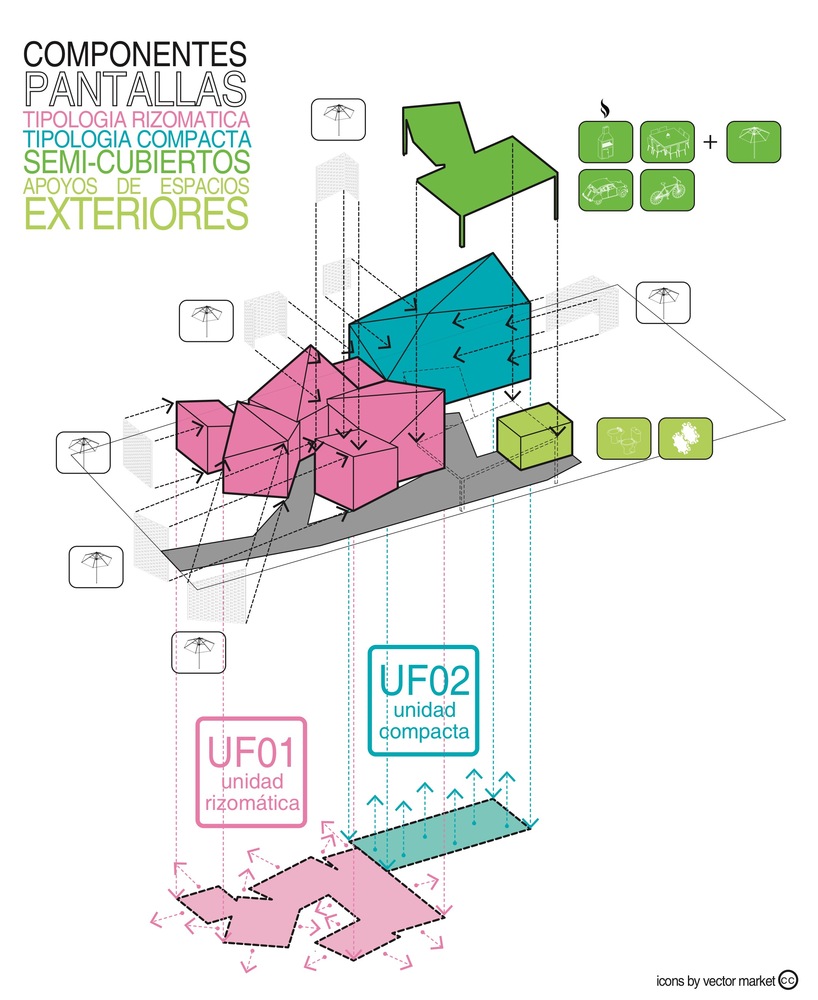 COMPONENTES
PANTALLAS
TIPOLOGIA RIZOMATICA
TIPOLOGIA COMPACTA
SEMI-CUBIERTOS
APOYOS DE ESPACIOS
EXTERIORES
+
UF02
unidad
compacta
UF01
unidad
rizomática
icons by vector market cc